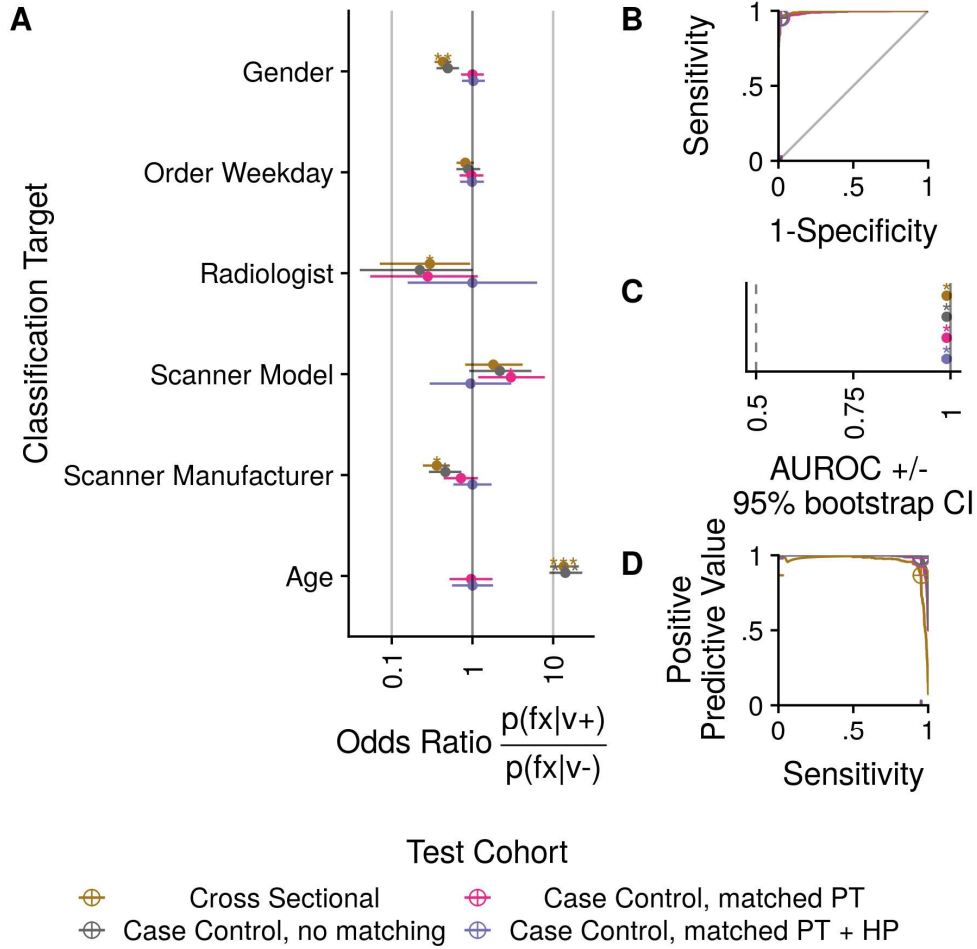 A
Classification Target
Gender
Order Weekday
Radiologist
Scanner Model
Scanner Manufacturer
Age
**
*
*
*
*
***
***
0.1
1
10
Odds Ratio p(fx|v+)
p(fx|v-)
B
Sensitivity
1
.5
0
0
.5
1
1-Specificity
C
*
*
*
*
0.5
0.75
1
AUROC +/-
95% bootstrap CI
D
Positive
Predictive Value
1
.5
0
0
.5
1
Sensitivity
Test Cohort
Cross Sectional
Case Control, matched PT
Case Control, no matching
Case Control, matched PT + HP